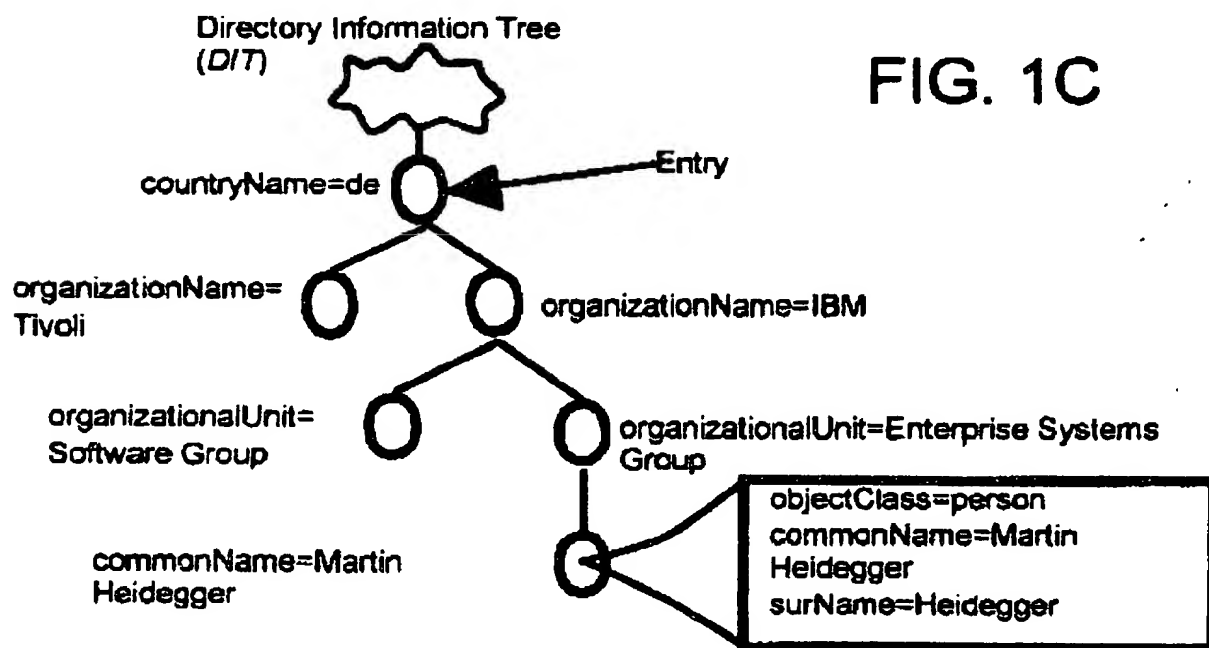 Directory Information Tree
(DIT)
FIG. 1C
Entry
countryName=de
organizationName=
Tivoli
organizationName=IBM
organizationalUnit=
Software Group
organizationalUnit=Enterprise Systems
Group
commonName=Martin
Heidegger
objectClass=person
commonName=Martin
Heidegger
surName=Heidegger